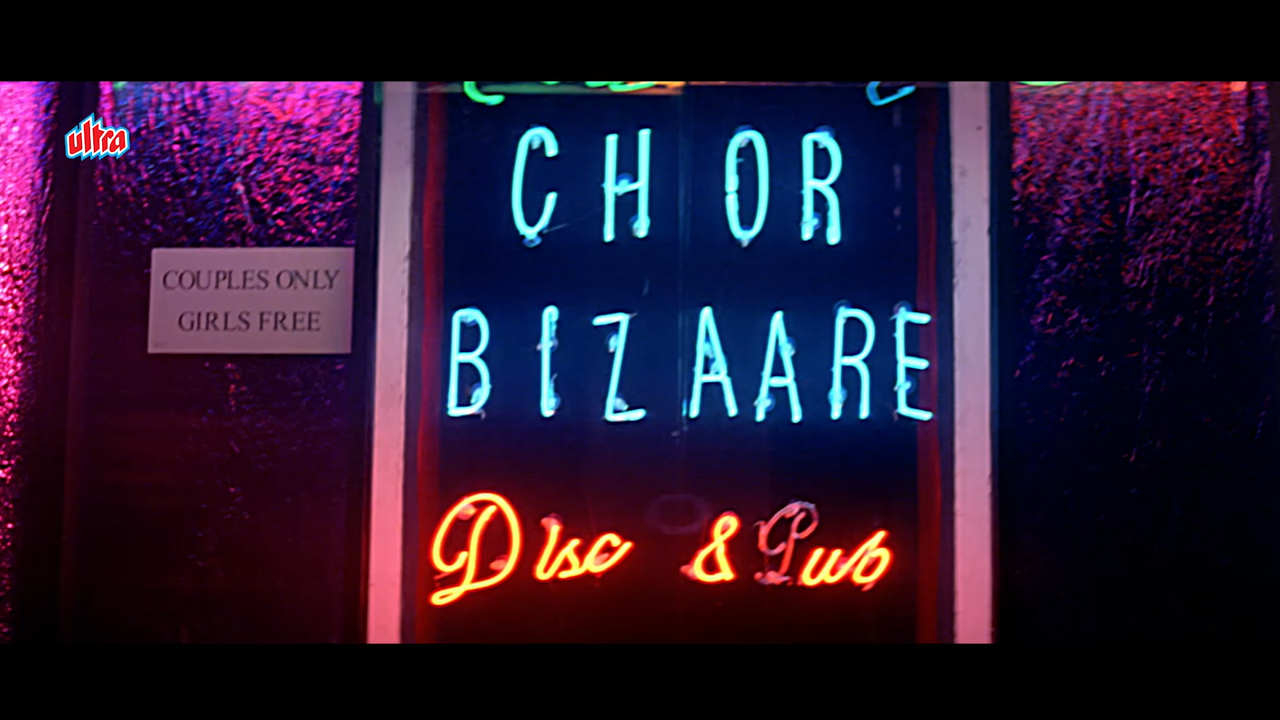 ultra
CHOR
BIZAARE
Disc & Pub
COUPLES ONLY
GIRLS FREE